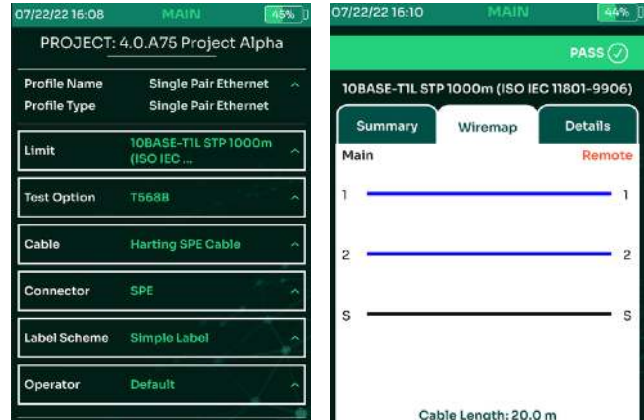 07/22/22 16:08 MAIN 45%
PROJECT: 4.0.A75 Project Alpha
Profile Name Single Pair Ethernet
Profile Type Single Pair Ethernet
Limit 10BASE-T1L STP 1000m
(ISO IEC ...
Test Option T568B
Cable Harting SPE Cable
Connector SPE
Label Scheme Simple Label
Operator Default
07/22/22 16:10 MAIN 44%
PASS
10BASE-T1L STP 1000m (ISO IEC 11801-9906)
Summary Wiremap Details
Main Remote
1 1
2 2
S S
Cable Length: 20.0 m